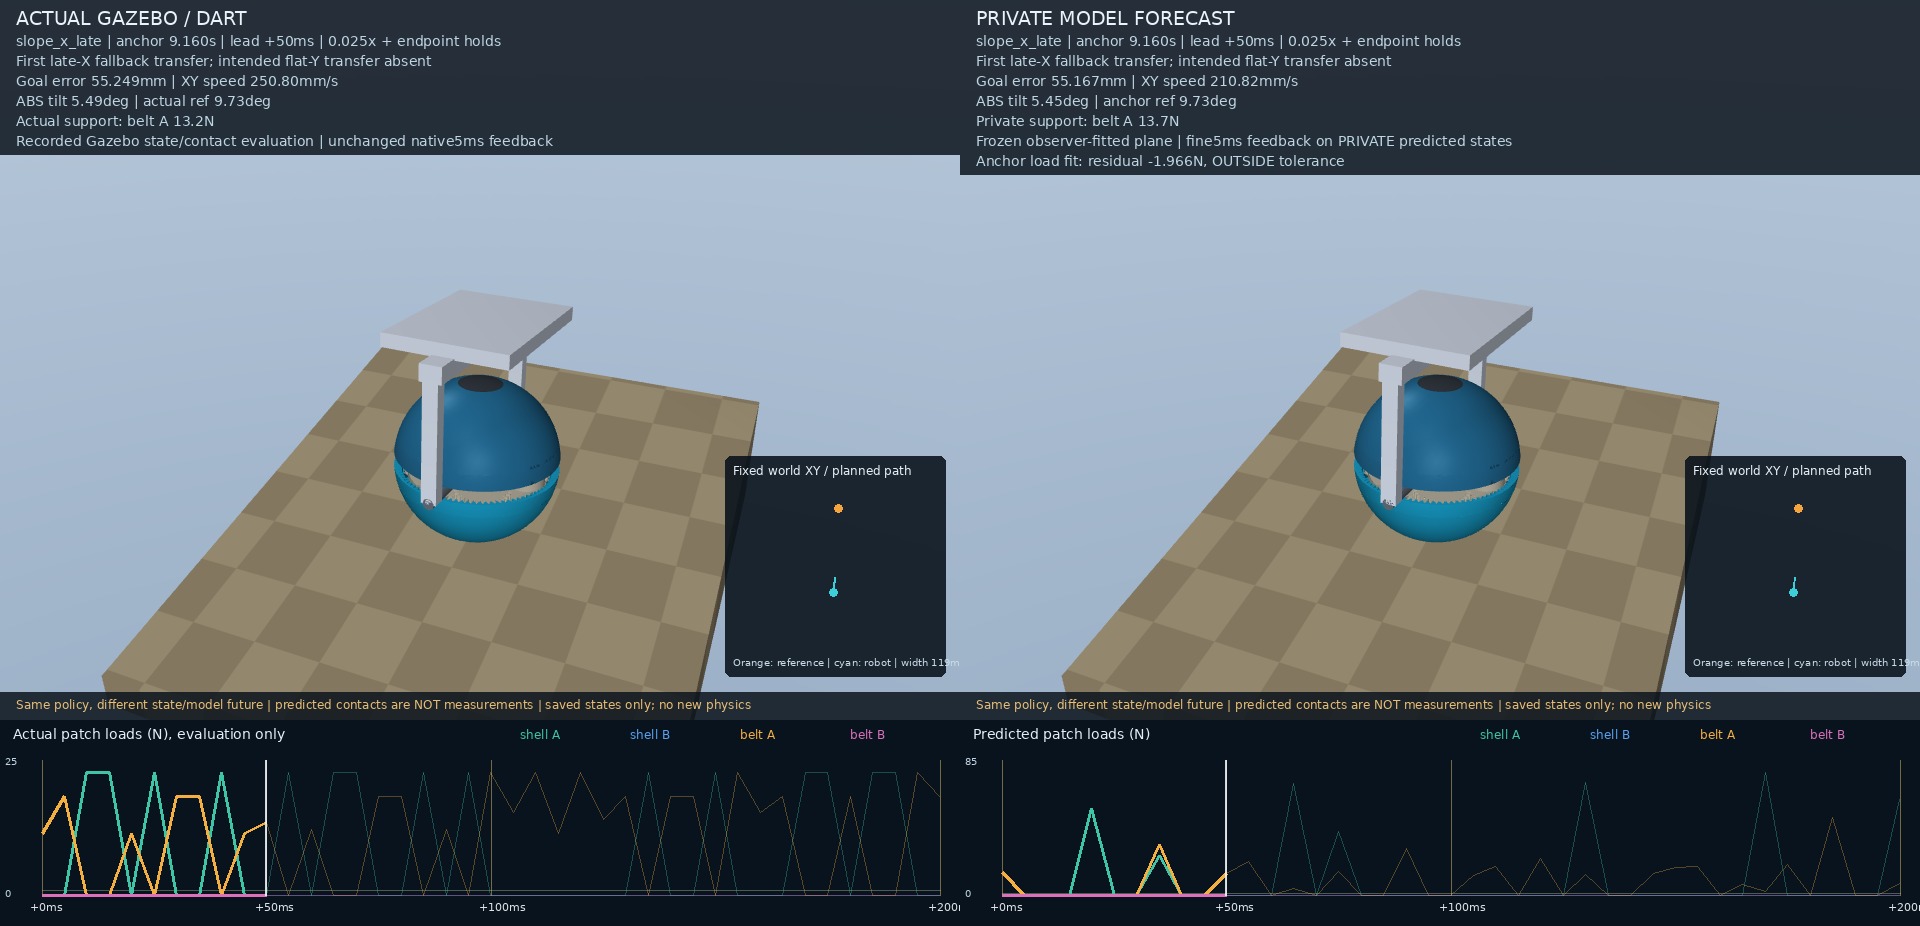 ACTUAL GAZEBO / DART
slope_x_late | anchor 9.160s | lead +50ms | 0.025x + endpoint holds
First late-X fallback transfer; intended flat-Y transfer absent
Goal error 55.249mm | XY speed 250.80mm/s
ABS tilt 5.49deg | actual ref 9.73deg
Actual support: belt A 13.2N
Recorded Gazebo state/contact evaluation | unchanged native5ms feedback
Fixed world XY / planned path
Orange: reference | cyan: robot | width 119m
Same policy, different state/model future | predicted contacts are NOT measurements | saved states only; no new physics
Actual patch loads (N), evaluation only
shell A
shell B
belt A
belt B
25
0
+0ms
+50ms
+100ms
+200
PRIVATE MODEL FORECAST
slope_x_late | anchor 9.160s | lead +50ms | 0.025x + endpoint holds
First late-X fallback transfer; intended flat-Y transfer absent
Goal error 55.167mm | XY speed 210.82mm/s
ABS tilt 5.45deg | anchor ref 9.73deg
Private support: belt A 13.7N
Frozen observer-fitted plane | fine5ms feedback on PRIVATE predicted states
Anchor load fit: residual -1.966N, OUTSIDE tolerance
Fixed world XY / planned path
Orange: reference | cyan: robot | width 119m
Same policy, different state/model future | predicted contacts are NOT measurements | saved states only; no new physics
Predicted patch loads (N)
shell A
shell B
belt A
belt B
85
0
+0ms
+50ms
+100ms
+200